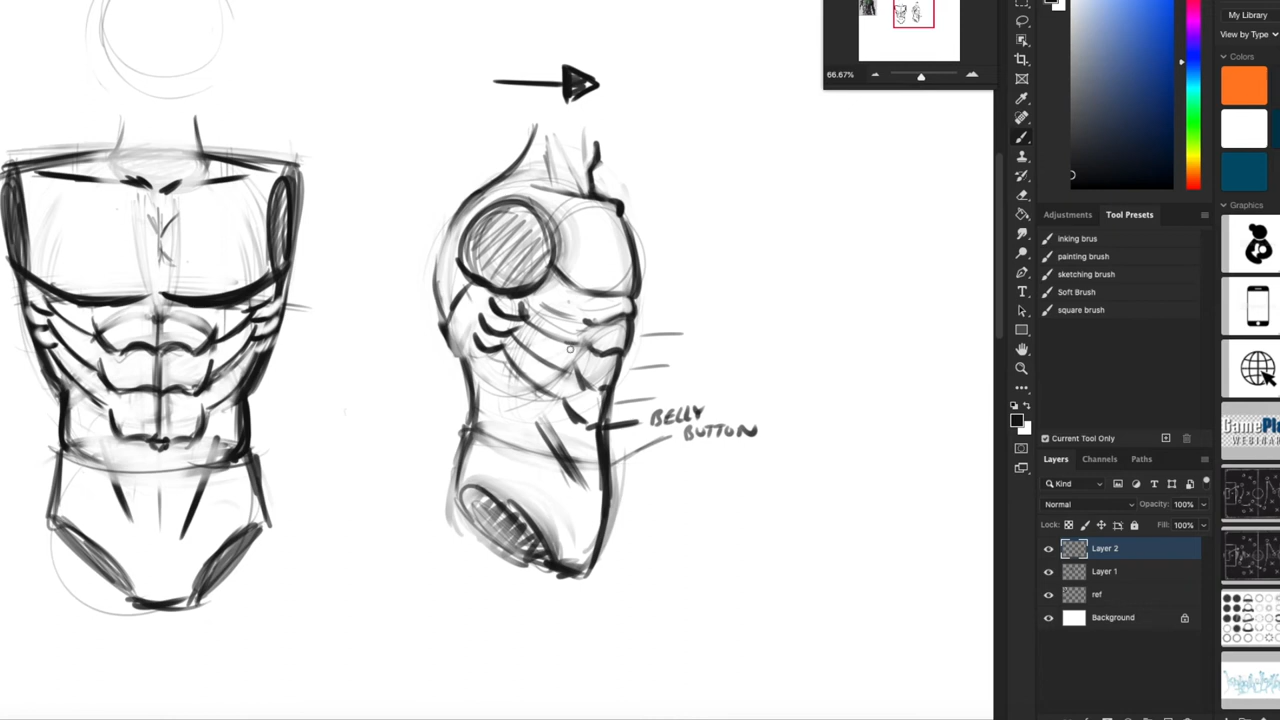 My Library
View by Type
66.67%
Colors
Adjustments
Tool Presets
Graphics
inking brus
painting brush
sketching brush
Soft Brush
square brush
BELLY
BUTTON
Current Tool Only
Layers
Channels
Paths
Kind
Normal
Opacity: 100%
Lock:
Fill: 100%
Layer 2
Layer 1
ref
Background
WEBINAR